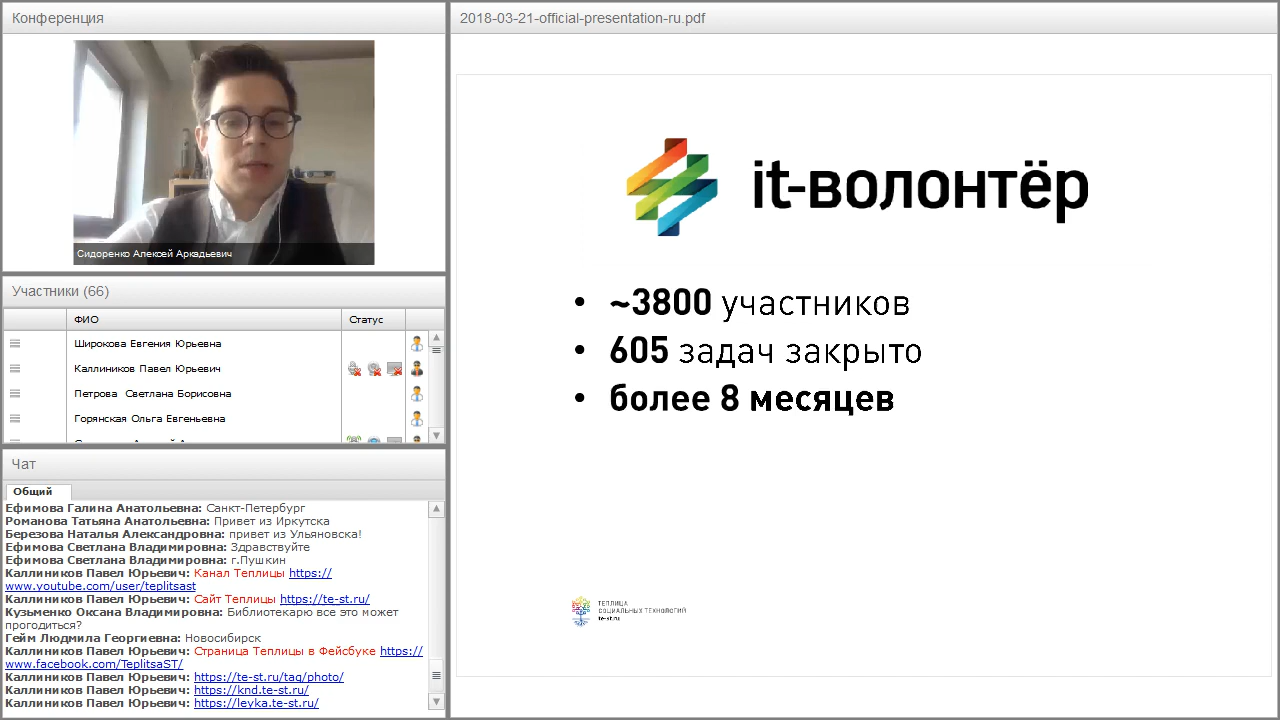 Конференция
Сидоренко Алексей Аркадьевич
Участники (66)
ФИО
Статус
Широкова Евгения Юрьевна
Каллиников Павел Юрьевич
Петрова Светлана Борисовна
Горянская Ольга Евгеньевна
Чат
Общий
Ефимова Галина Анатольевна: Санкт-Петербург
Романова Татьяна Анатольевна: Привет из Иркутска
Березова Наталья Александровна: привет из Ульяновска!
Ефимова Светлана Владимировна: Здравствуйте
Ефимова Светлана Владимировна: г.Пушкин
Каллиников Павел Юрьевич: Канал Теплицы https://
www.youtube.com/user/teplitsast
Каллиников Павел Юрьевич: Сайт Теплицы https://te-st.ru/
Кузьменко Оксана Владимировна: Библиотекарю все это может
прогодиться?
Гейм Людмила Георгиевна: Новосибирск
Каллиников Павел Юрьевич: Страница Теплицы в Фейсбуке https://
www.facebook.com/TeplitsaST/
Каллиников Павел Юрьевич: https://te-st.ru/tag/photo/
Каллиников Павел Юрьевич: https://knd.te-st.ru/
Каллиников Павел Юрьевич: https://leyka.te-st.ru/
2018-03-21-official-presentation-ru.pdf
it-волонтёр
• ~3800 участников
• 605 задач закрыто
• более 8 месяцев
ТЕПЛИЦА
СОЦИАЛЬНЫХ ТЕХНОЛОГИЙ
te-st.ru